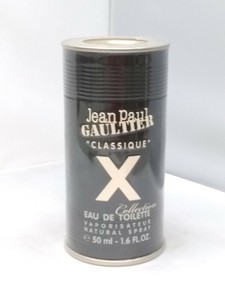 Jean Paul
GAULTIER
"CLASSIQUE"
X
Collection
EAU DE TOILETTE
VAPORISATEUR
NATURAL SPRAY
e 50 ml - 1.6 FL.OZ.